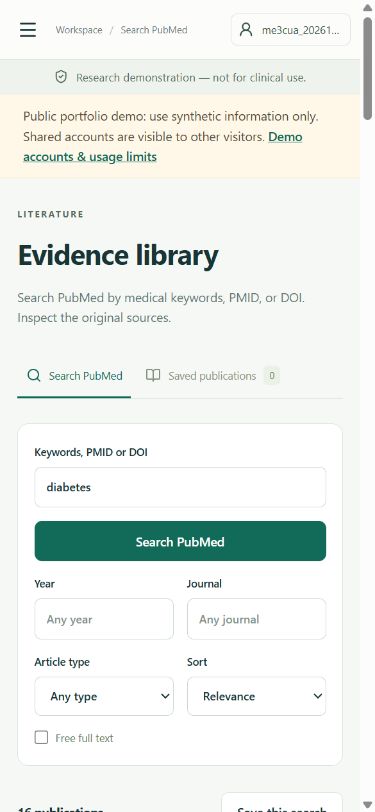 Workspace / Search PubMed
me3cua_20261...
Research demonstration — not for clinical use.
Public portfolio demo: use synthetic information only.
Shared accounts are visible to other visitors. Demo
accounts & usage limits
LITERATURE
Evidence library
Search PubMed by medical keywords, PMID, or DOI.
Inspect the original sources.
Search PubMed
Saved publications 0
Keywords, PMID or DOI
diabetes
Search PubMed
Year Journal
Any year Any journal
Article type Sort
Any type Relevance
Free full text
16 publications Save this search